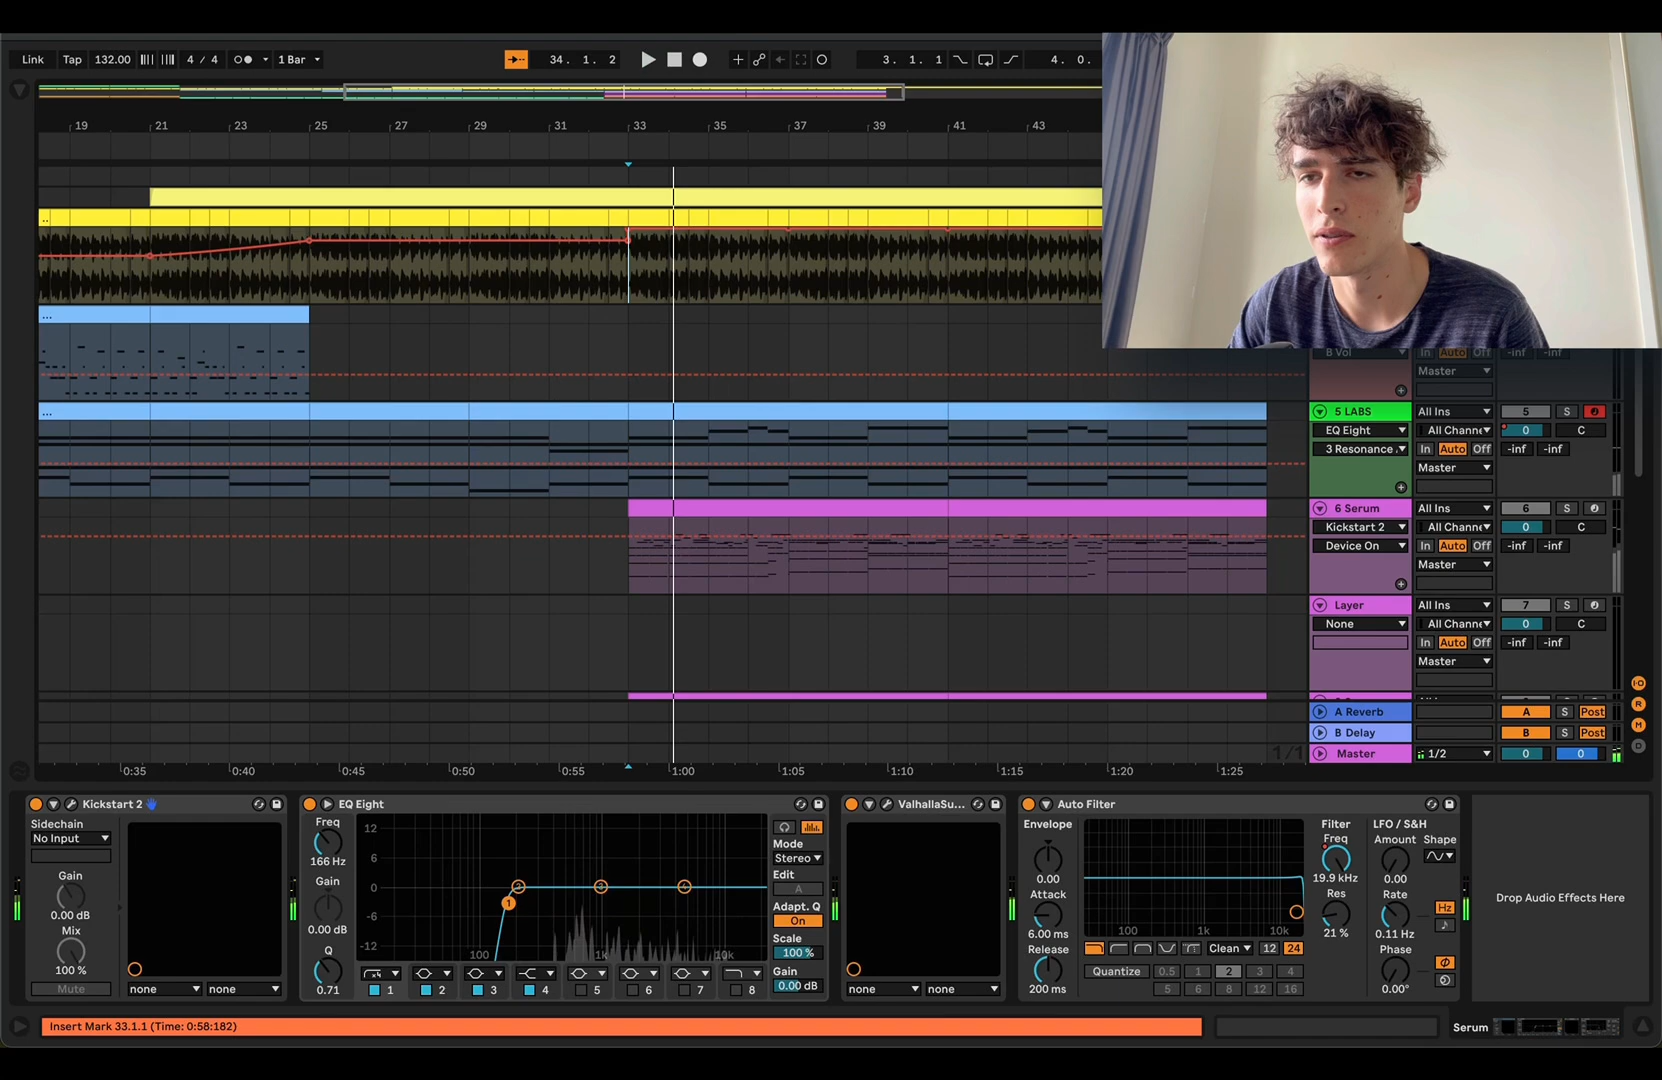 Link Tap 132.00 4 / 4 1 Bar 34. 1. 2 3. 1. 1 4. 0.
19 21 23 25 27 29 31 33 35 37 39 41 43
..
...
B Vol In Auto Off -inf -inf
Master
...
5 LABS All Ins 5 S
EQ Eight All Channe 0 C
3 Resonance In Auto Off -inf -inf
Master
6 Serum All Ins 6 S
Kickstart 2 All Channe 0 C
Device On In Auto Off -inf -inf
Master
Layer All Ins 7 S
None All Channe 0 C
In Auto Off -inf -inf
Master
A Reverb A S Post
B Delay B S Post
1/1 Master 1/2 0 0
I·O
R
M
D
0:35 0:40 0:45 0:50 0:55 1:00 1:05 1:10 1:15 1:20 1:25
Kickstart 2
Sidechain
No Input
Gain
0.00 dB
Mix
100 %
Mute
none none
EQ Eight
Freq
166 Hz
Gain
0.00 dB
Q
0.71
12
6
0
-6
-12
100 1k 10k
1 2 3 4
1 2 3 4 5 6 7 8
Mode
Stereo
Edit
A
Adapt. Q
On
Scale
100 %
Gain
0.00 dB
ValhallaSu...
none none
Auto Filter
Envelope
0.00
Attack
6.00 ms
Release
200 ms
100 1k 10k
100 1k 10k
Clean 12 24
Quantize 0.5 1 2 3 4
5 6 8 12 16
Filter
Freq
19.9 kHz
Res
21 %
LFO / S&H
Amount Shape
0.00
Rate
Hz
0.11 Hz
Phase
0.00°
Drop Audio Effects Here
Insert Mark 33.1.1 (Time: 0:58:182)
Serum